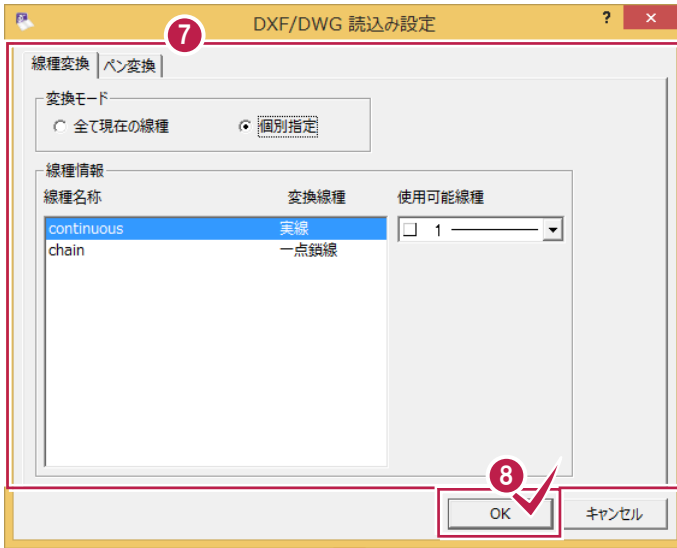 DXF/DWG 読込み設定
?
×
7
線種変換 ペン変換
変換モード
全て現在の線種 個別指定
線種情報
線種名称 変換線種 使用可能線種
continuous 実線 1
chain 一点鎖線
8
OK キャンセル